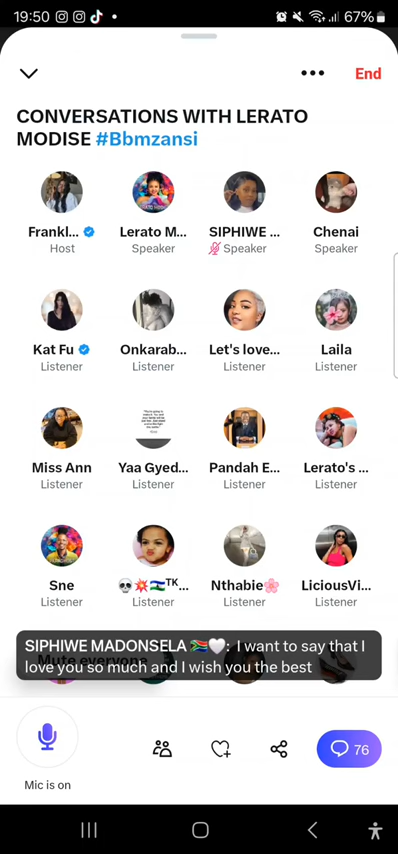 19:50
67%
End
CONVERSATIONS WITH LERATO
MODISE #Bbmzansi
Frankl... Lerato M... SIPHIWE ... Chenai
Host Speaker Speaker Speaker
Kat Fu Onkarab... Let's love... Laila
Listener Listener Listener Listener
Miss Ann Yaa Gyed... Pandah E... Lerato's ...
Listener Listener Listener Listener
Sne 💀💥🇱🇸ᵀᴷ... Nthabie🌸 LiciousVi...
Listener Listener Listener Listener
Mute everyone
SIPHIWE MADONSELA 🇿🇦🤍: I want to say that I
love you so much and I wish you the best
76
Mic is on